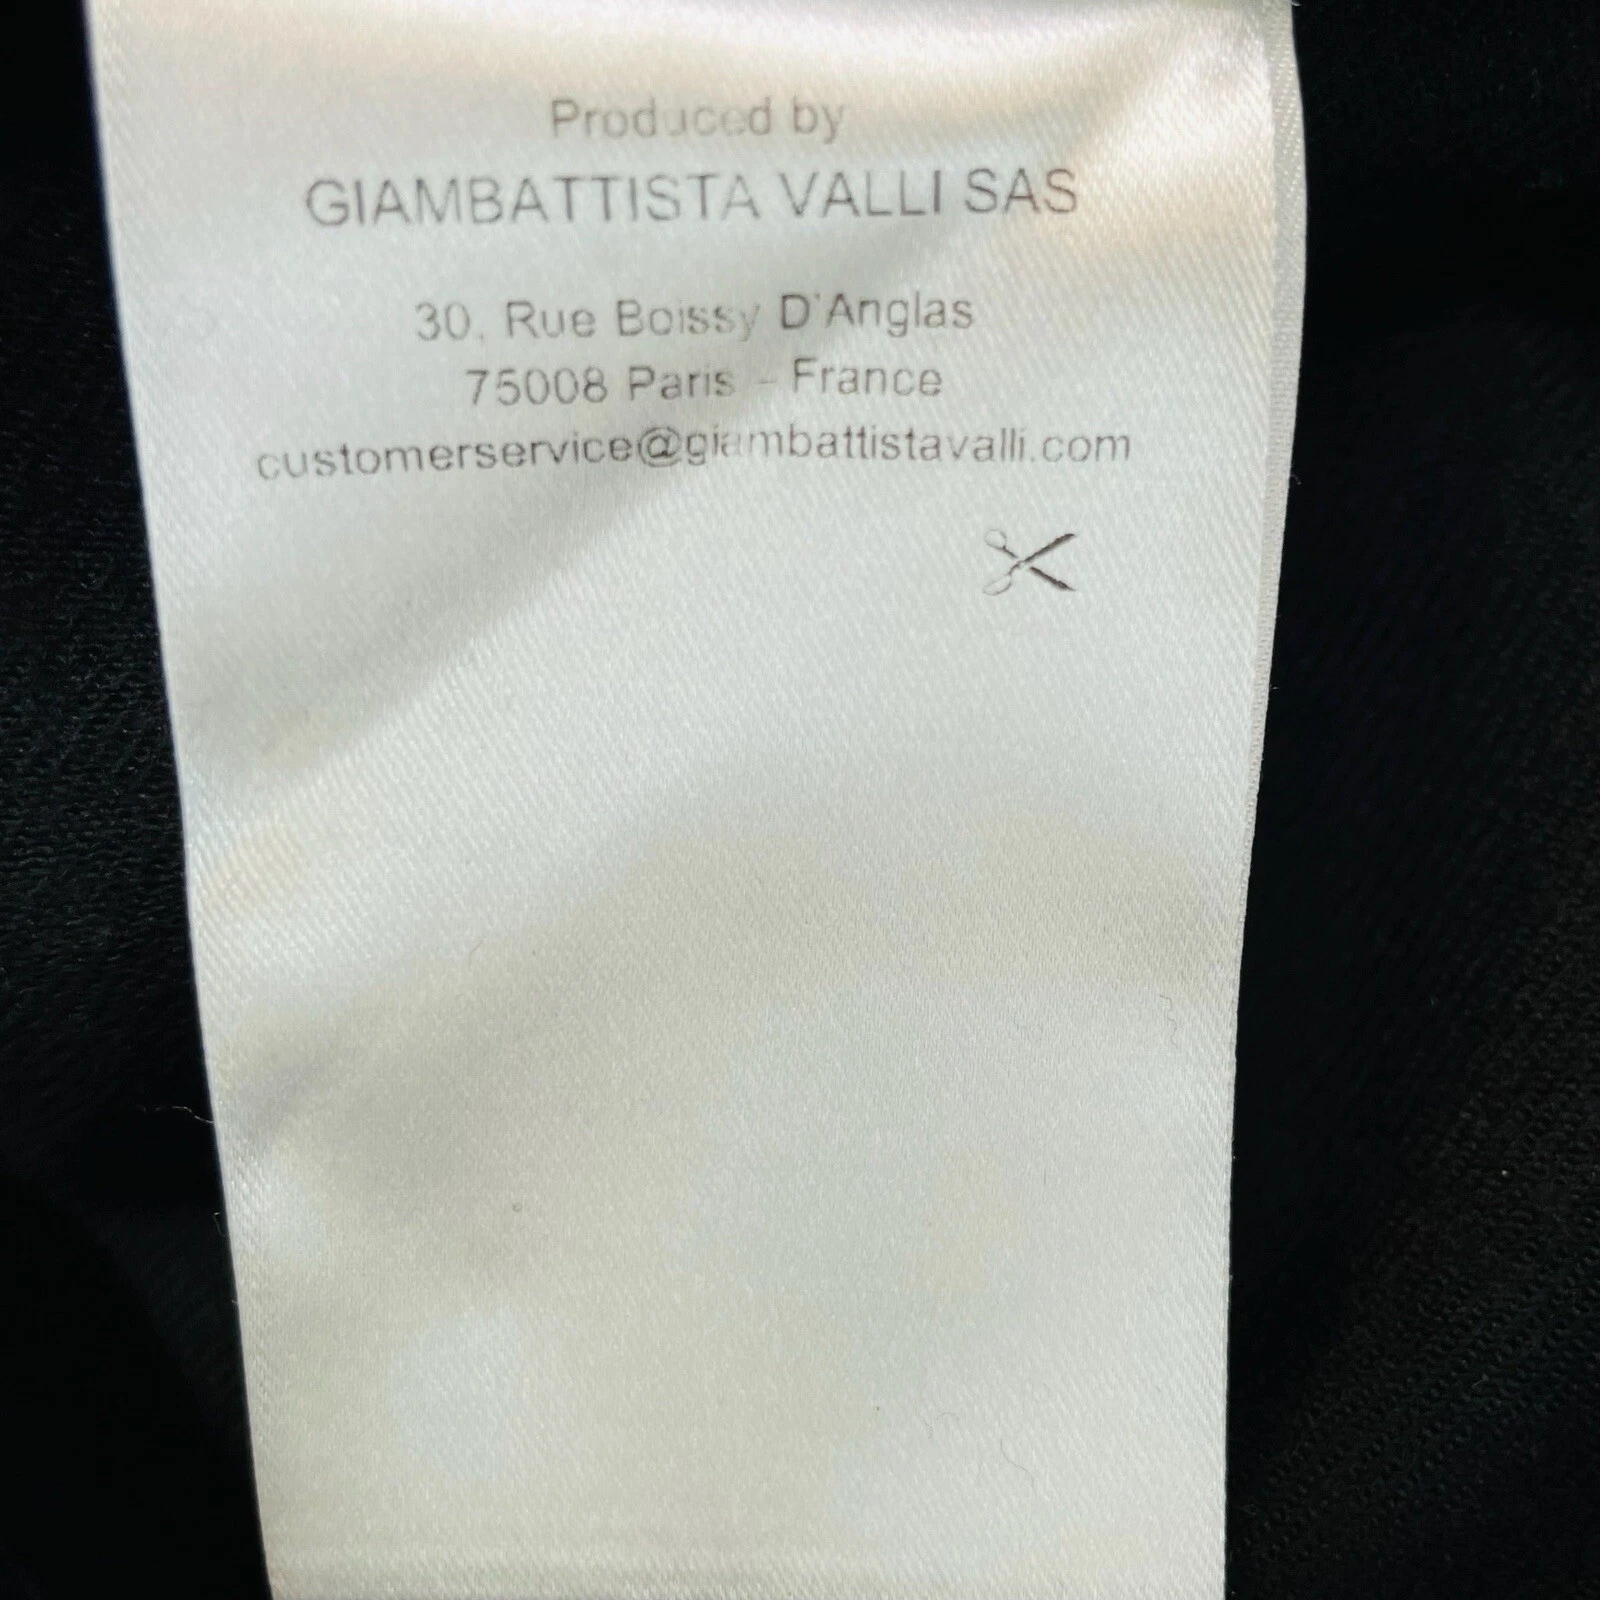 Produced by
GIAMBATTISTA VALLI SAS
30, Rue Boissy D'Anglas
75008 Paris - France
customerservice@giambattistavalli.com